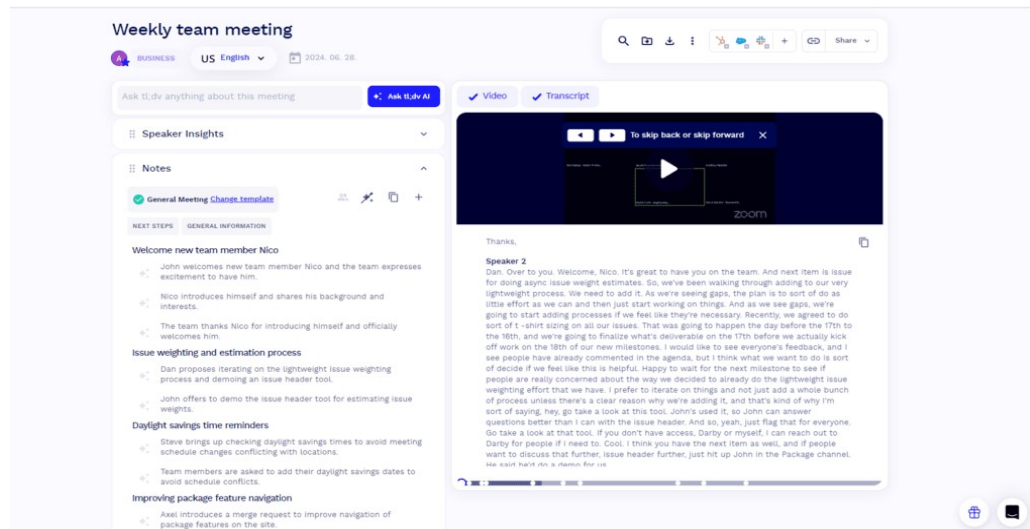 Weekly team meeting
A
BUSINESS
US English
2024. 06. 28.
Share
Ask tl;dv anything about this meeting
Ask tl;dv AI
Speaker Insights
Notes
General Meeting Change template
NEXT STEPS
GENERAL INFORMATION
Welcome new team member Nico
John welcomes new team member Nico and the team expresses
excitement to have him.
Nico introduces himself and shares his background and
interests.
The team thanks Nico for introducing himself and officially
welcomes him.
Issue weighting and estimation process
Dan proposes iterating on the lightweight issue weighting
process and demoing an issue header tool.
John offers to demo the issue header tool for estimating issue
weights.
Daylight savings time reminders
Steve brings up checking daylight savings times to avoid meeting
schedule changes conflicting with locations.
Team members are asked to add their daylight savings dates to
avoid schedule conflicts.
Improving package feature navigation
Axel introduces a merge request to improve navigation of
package features on the site.
Video
Transcript
To skip back or skip forward
zoom
Thanks,
Speaker 2
Dan. Over to you. Welcome, Nico. It's great to have you on the team. And next item is issue
for doing async issue weight estimates. So, we've been walking through adding to our very
lightweight process. We need to add it. As we're seeing gaps, the plan is to sort of do as
little effort as we can and then just start working on things. And as we see gaps, we're
going to start adding processes if we feel like they're necessary. Recently, we agreed to do
sort of t -shirt sizing on all our issues. That was going to happen the day before the 17th to
the 16th, and we're going to finalize what's deliverable on the 17th before we actually kick
off work on the 18th of our new milestones. I would like to see everyone's feedback, and I
see people have already commented in the agenda, but I think what we want to do is sort
of decide if we feel like this is helpful. Happy to wait for the next milestone to see if
people are really concerned about the way we decided to already do the lightweight issue
weighting effort that we have. I prefer to iterate on things and not just add a whole bunch
of process unless there's a clear reason why we're adding it, and that's kind of why I'm
sort of saying, hey, go take a look at this tool. John's used it, so John can answer
questions better than I can with the issue header. And so, yeah, just flag that for everyone.
Go take a look at that tool. If you don't have access, Darby or myself, I can reach out to
Darby for people if I need to. Cool. I think you have the next item as well, and if people
want to discuss that further, issue header further, just hit up John in the Package channel.
He said he'd do a demo for us